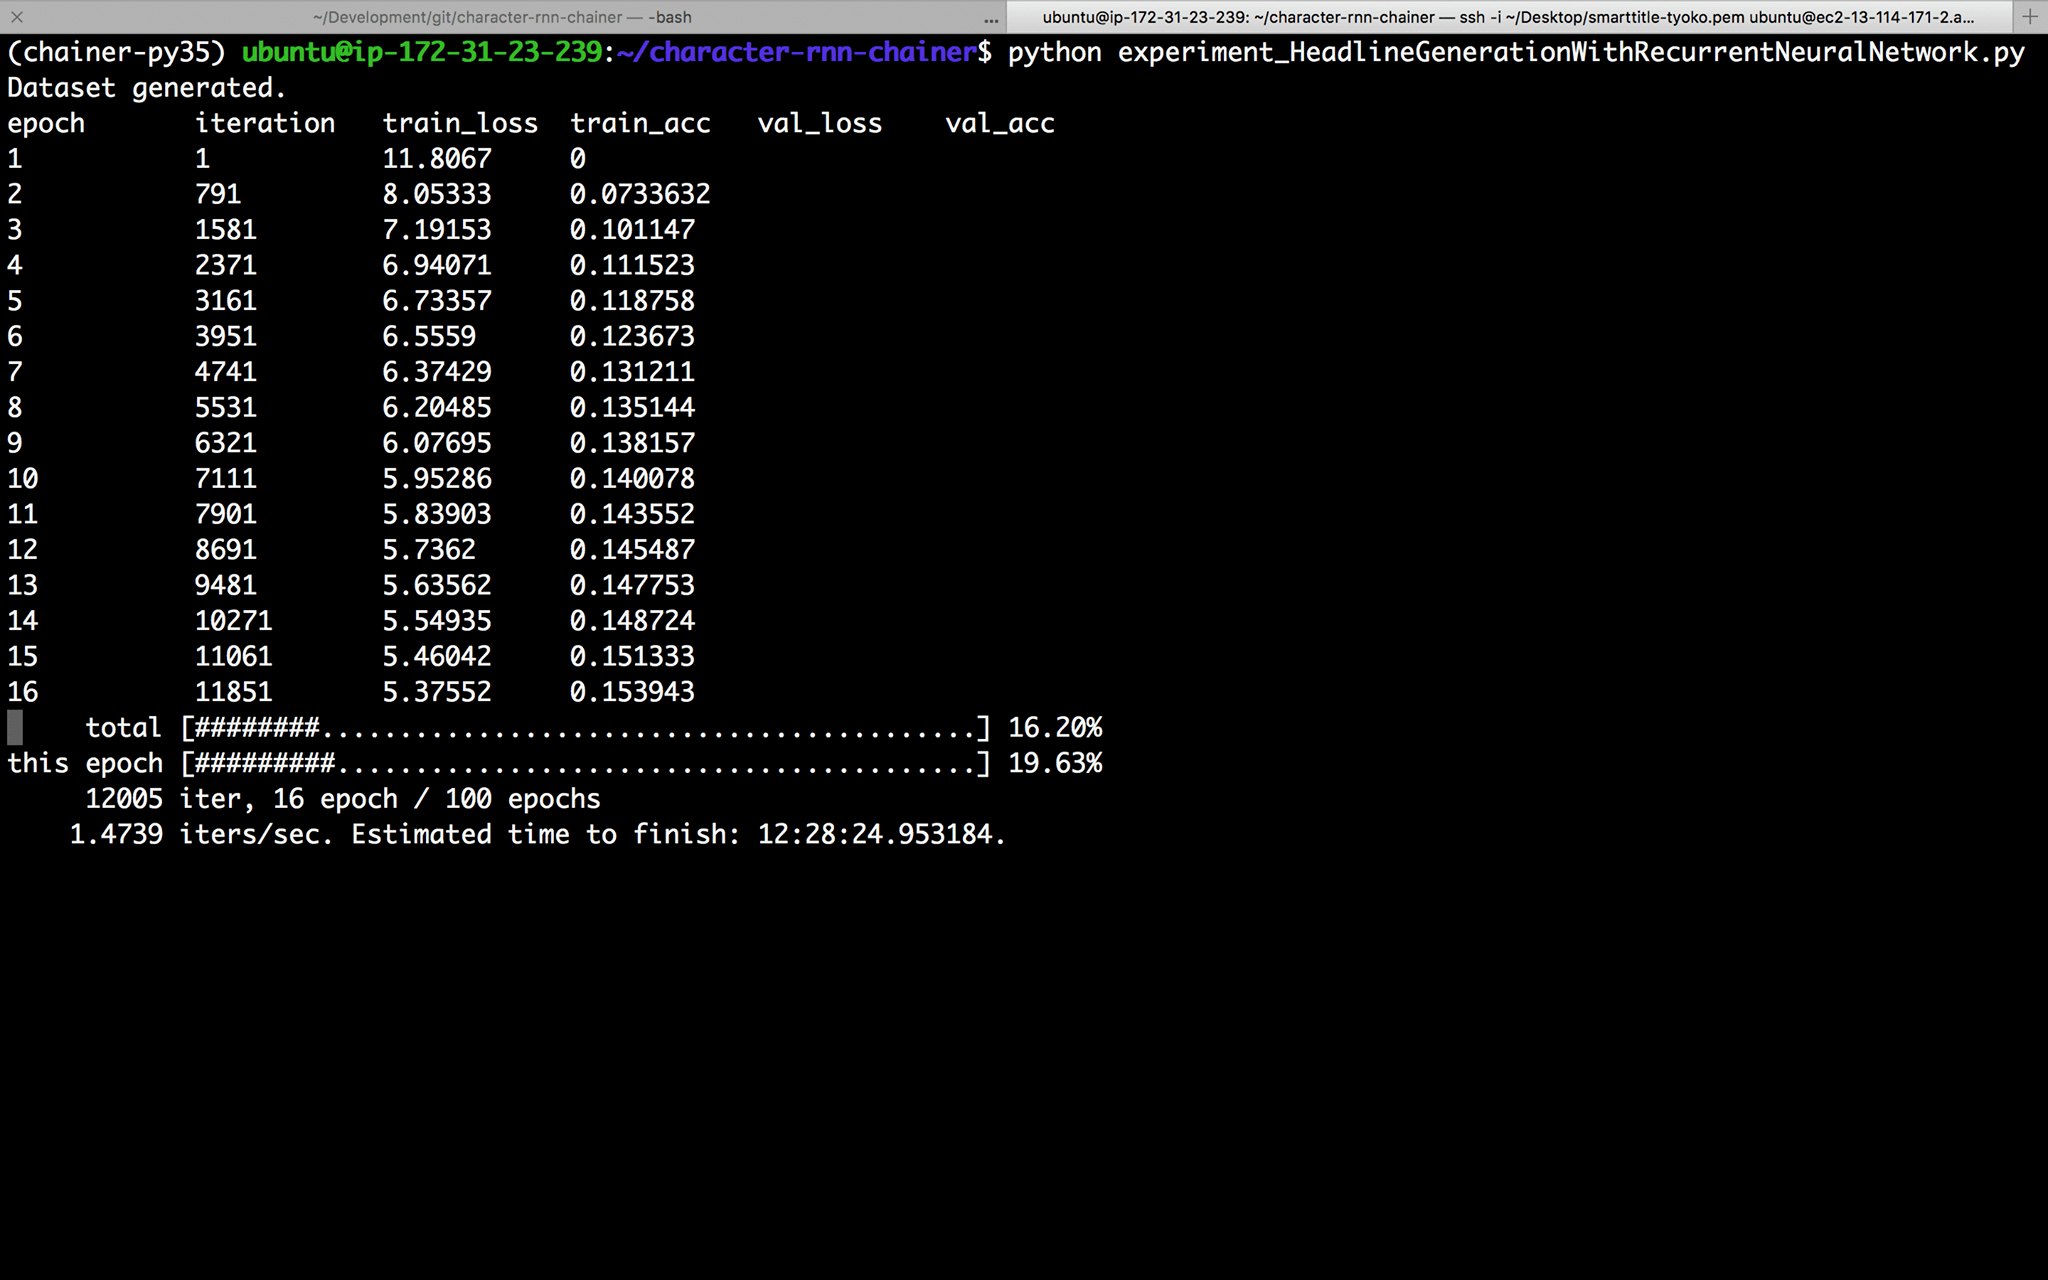 ~/Development/git/character-rnn-chainer — -bash
ubuntu@ip-172-31-23-239: ~/character-rnn-chainer — ssh -i ~/Desktop/smarttitle-tyoko.pem ubuntu@ec2-13-114-171-2.a...
(chainer-py35) ubuntu@ip-172-31-23-239:~/character-rnn-chainer$ python experiment_HeadlineGenerationWithRecurrentNeuralNetwork.py
Dataset generated.
epoch iteration train_loss train_acc val_loss val_acc
1 1 11.8067 0
2 791 8.05333 0.0733632
3 1581 7.19153 0.101147
4 2371 6.94071 0.111523
5 3161 6.73357 0.118758
6 3951 6.5559 0.123673
7 4741 6.37429 0.131211
8 5531 6.20485 0.135144
9 6321 6.07695 0.138157
10 7111 5.95286 0.140078
11 7901 5.83903 0.143552
12 8691 5.7362 0.145487
13 9481 5.63562 0.147753
14 10271 5.54935 0.148724
15 11061 5.46042 0.151333
16 11851 5.37552 0.153943
total [########..........................................] 16.20%
this epoch [#########.........................................] 19.63%
12005 iter, 16 epoch / 100 epochs
1.4739 iters/sec. Estimated time to finish: 12:28:24.953184.